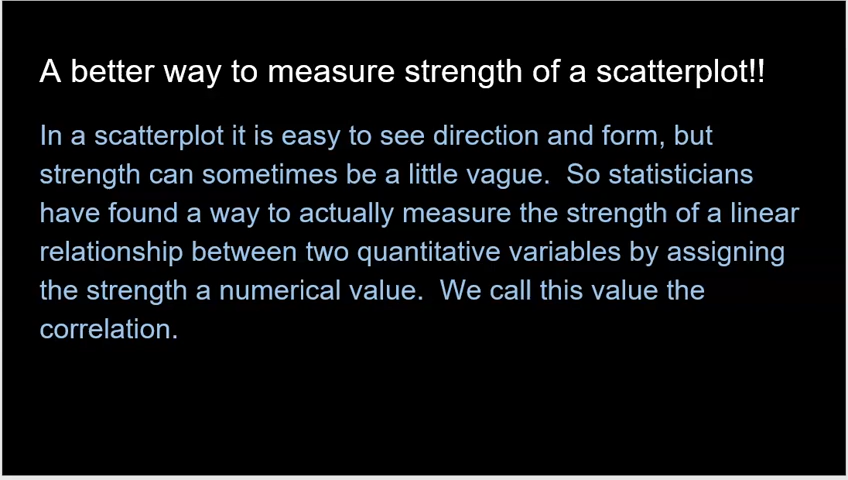 A better way to measure strength of a scatterplot!!
In a scatterplot it is easy to see direction and form, but
strength can sometimes be a little vague.  So statisticians
have found a way to actually measure the strength of a linear
relationship between two quantitative variables by assigning
the strength a numerical value.  We call this value the
correlation.